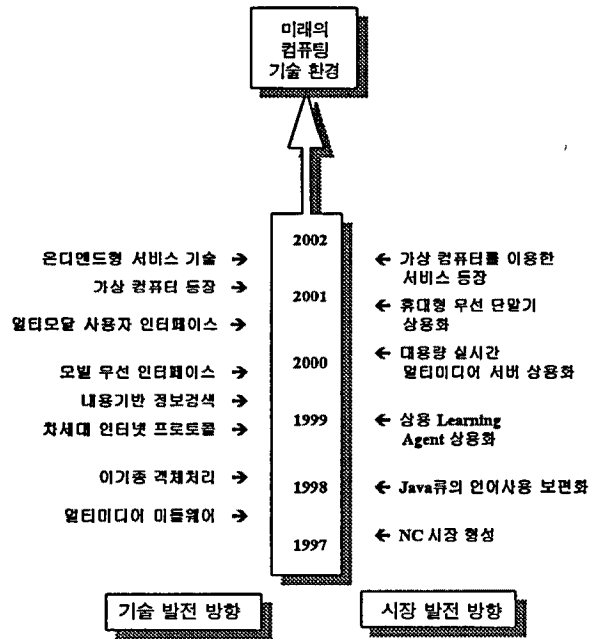 미래의
컴퓨팅
기술 환경
2002
온디맨드형 서비스 기술 →
← 가상 컴퓨터를 이용한
서비스 등장
가상 컴퓨터 등장 →
2001
← 휴대형 무선 단말기
상용화
멀티모달 사용자 인터페이스 →
← 대용량 실시간
멀티미디어 서버 상용화
2000
모빌 무선 인터페이스 →
내용기반 정보검색 →
1999
← 상용 Learning
Agent 상용화
차세대 인터넷 프로토콜 →
이기종 객체처리 →
1998
← Java류의 언어사용 보편화
멀티미디어 미들웨어 →
← NC 시장 형성
1997
기술 발전 방향
시장 발전 방향